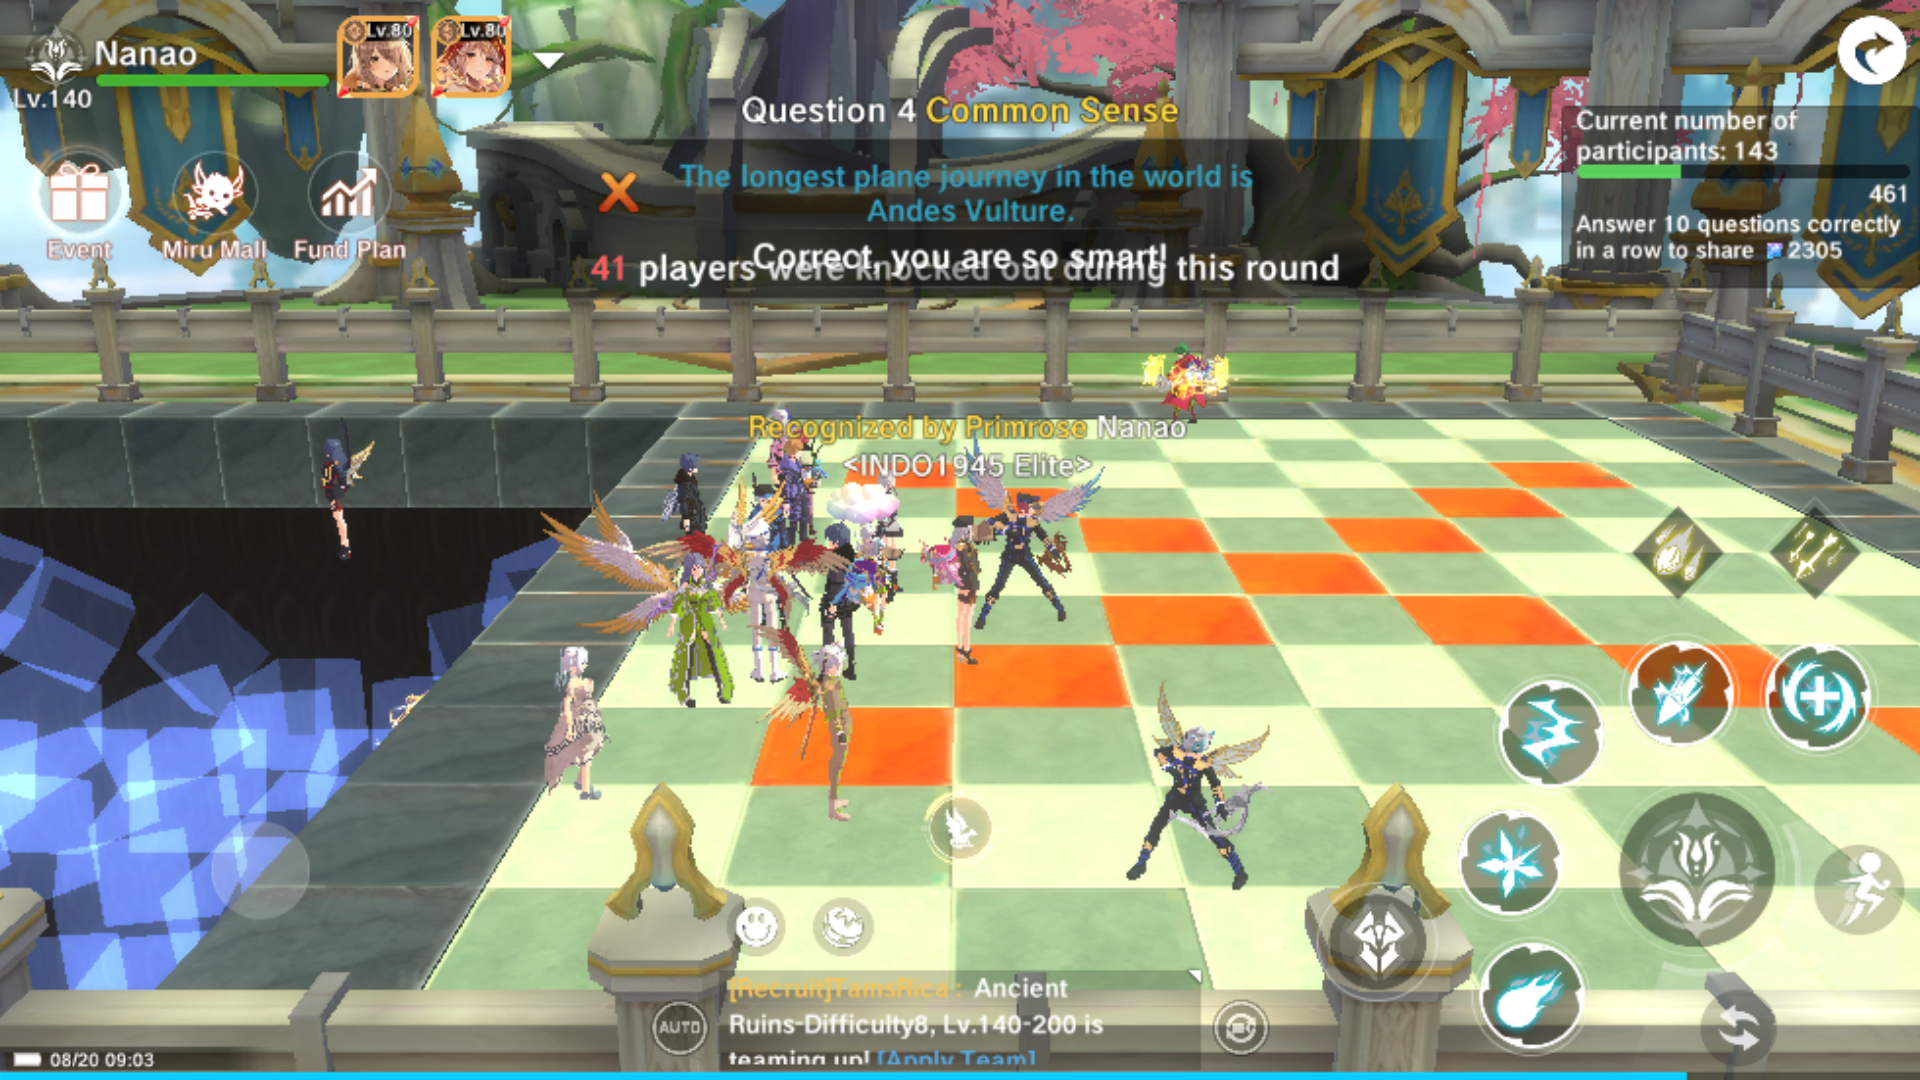 Nanao
Lv.140
Lv.80
Lv.80
Event
Miru Mall
Fund Plan
Question 4 Common Sense
The longest plane journey in the world is
Andes Vulture.
Correct, you are so smart!
41 players were knocked out during this round
Current number of
participants: 143
461
Answer 10 questions correctly
in a row to share 2305
Recognized by Primrose Nanao
<INDO1945 Elite>
[Recruit]TamsRica : Ancient
Ruins-Difficulty8, Lv.140-200 is
teaming up! [Apply Team]
AUTO
08/20 09:03